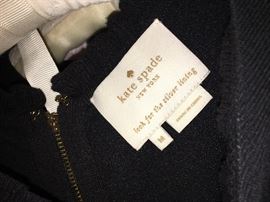 kate spade
NEW YORK
look for the silver lining
M